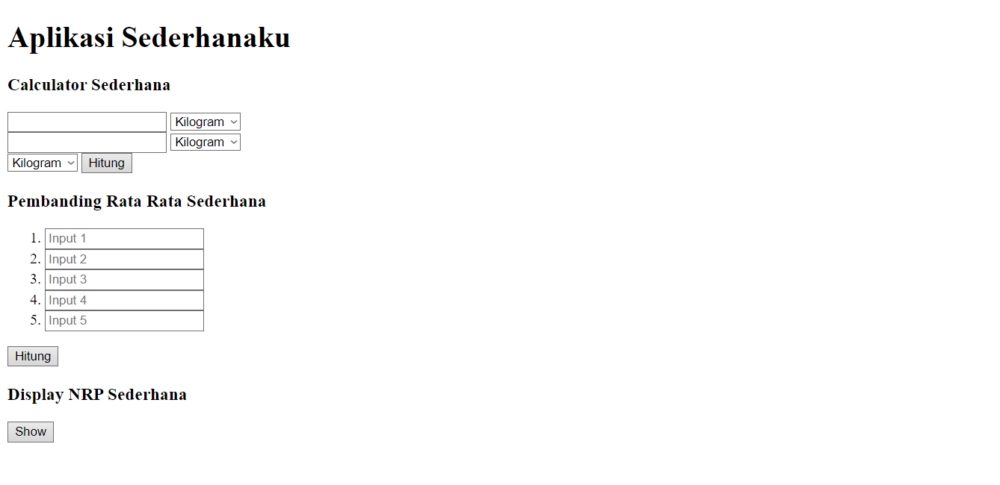 Aplikasi Sederhanaku
Calculator Sederhana
Kilogram
Kilogram
Kilogram Hitung
Pembanding Rata Rata Sederhana
1. Input 1
2. Input 2
3. Input 3
4. Input 4
5. Input 5
Hitung
Display NRP Sederhana
Show